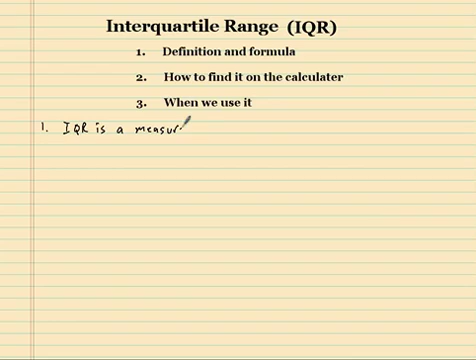 Interquartile Range (IQR)
1. Definition and formula
2. How to find it on the calculater
3. When we use it
1. IQR is a measur